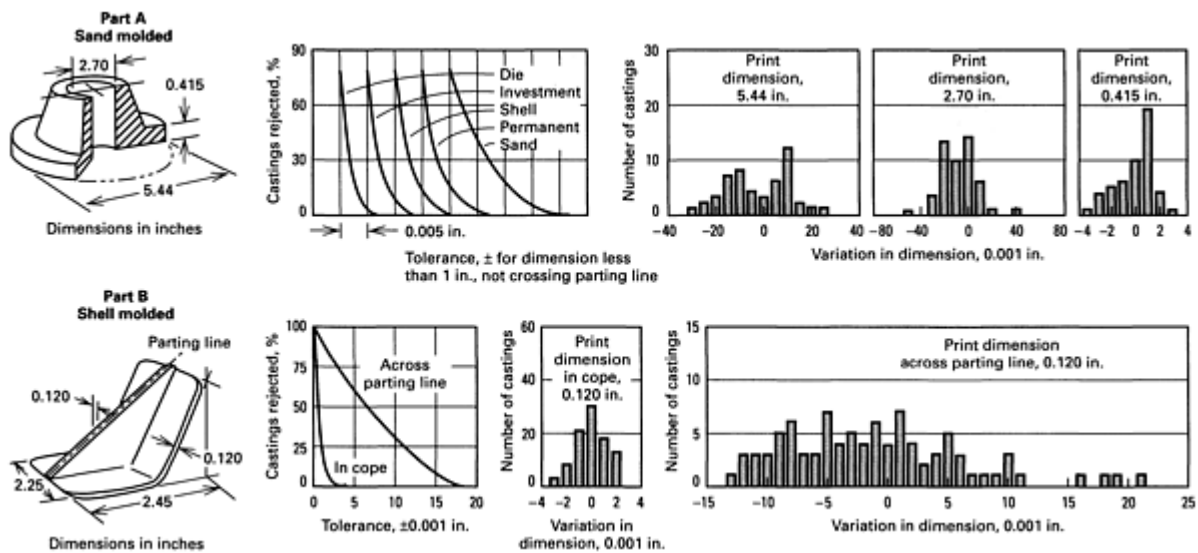 Part A
Sand molded
2.70
0.415
5.44
Dimensions in inches
Castings rejected, %
90
60
30
0
Die
Investment
Shell
Permanent
Sand
0.005 in.
Tolerance, ± for dimension less
than 1 in., not crossing parting line
Number of castings
30
20
10
0
Print
dimension,
5.44 in.
-40 -20 0 20 40
Print
dimension,
2.70 in.
-80 -40 0 40 80
Print
dimension,
0.415 in.
-4 -2 0 2 4
Variation in dimension, 0.001 in.
Part B
Shell molded
Parting line
0.120
0.120
2.25
2.45
Dimensions in inches
Castings rejected, %
100
75
50
25
0
Across
parting line
In cope
0 5 10 15 20
Tolerance, ±0.001 in.
Number of castings
60
40
20
0
Print
dimension
in cope,
0.120 in.
-4 -2 0 2 4
Variation in
dimension, 0.001 in.
Number of castings
15
10
5
0
Print dimension
across parting line, 0.120 in.
-15 -10 -5 0 5 10 15 20 25
Variation in dimension, 0.001 in.